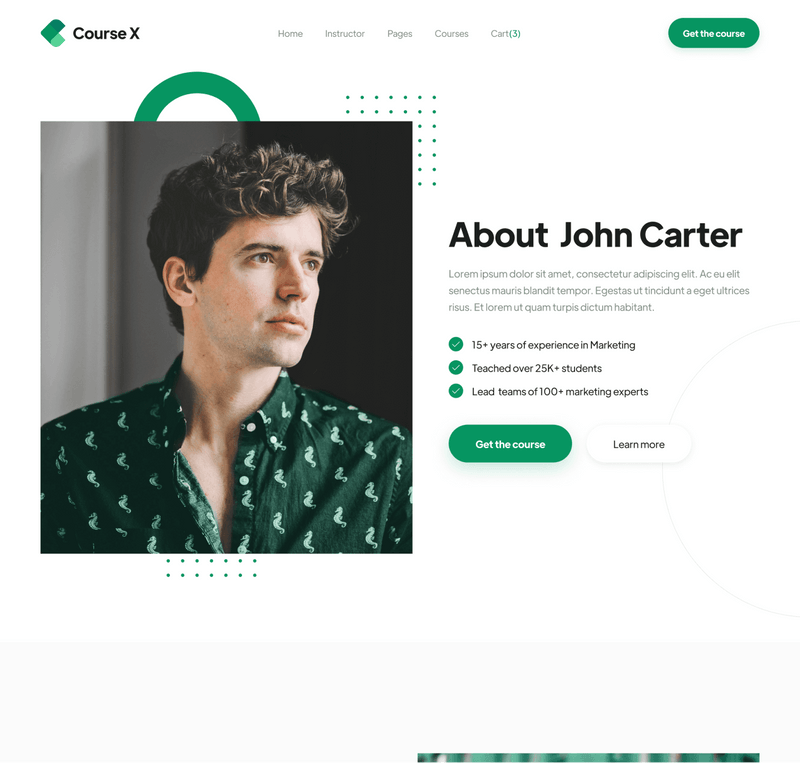 Course X
Home Instructor Pages Courses Cart(3)
Get the course
About John Carter
Lorem ipsum dolor sit amet, consectetur adipiscing elit. Ac eu elit
senectus mauris blandit tempor. Egestas ut tincidunt a eget ultrices
risus. Et lorem ut quam turpis dictum habitant.
15+ years of experience in Marketing
Teached over 25K+ students
Lead teams of 100+ marketing experts
Get the course
Learn more